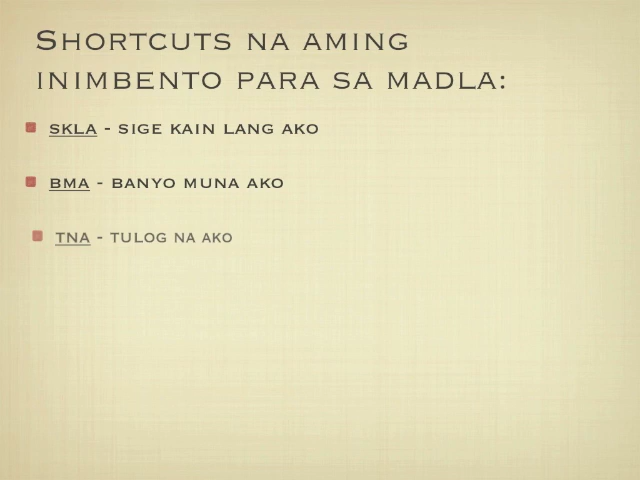 Shortcuts na aming
inimbento para sa madla:
SKLA - SIGE KAIN LANG AKO
BMA - BANYO MUNA AKO
TNA - TULOG NA AKO